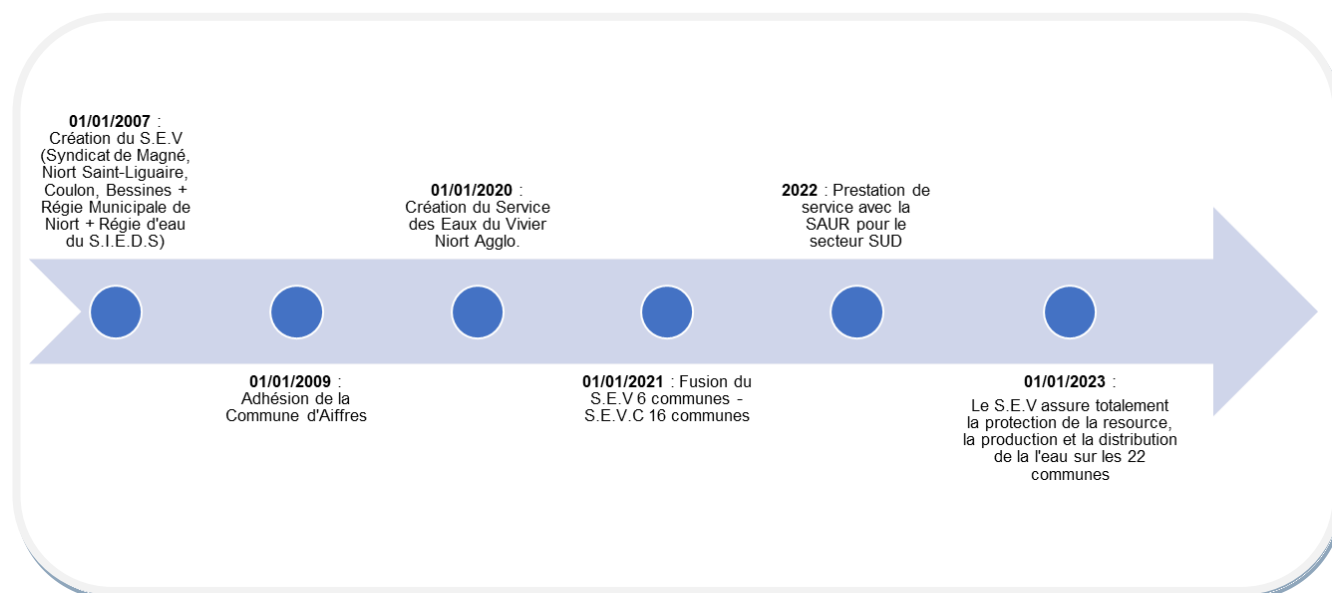 01/01/2007 :
Création du S.E.V
(Syndicat de Magné,
Niort Saint-Liguaire,
Coulon, Bessines +
Régie Municipale de
Niort + Régie d'eau
du S.I.E.D.S)
01/01/2009 :
Adhésion de la
Commune d'Aiffres
01/01/2020 :
Création du Service
des Eaux du Vivier
Niort Agglo.
01/01/2021 : Fusion du
S.E.V 6 communes -
S.E.V.C 16 communes
2022 : Prestation de
service avec la
SAUR pour le
secteur SUD
01/01/2023 :
Le S.E.V assure totalement
la protection de la resource,
la production et la distribution
de la l'eau sur les 22
communes